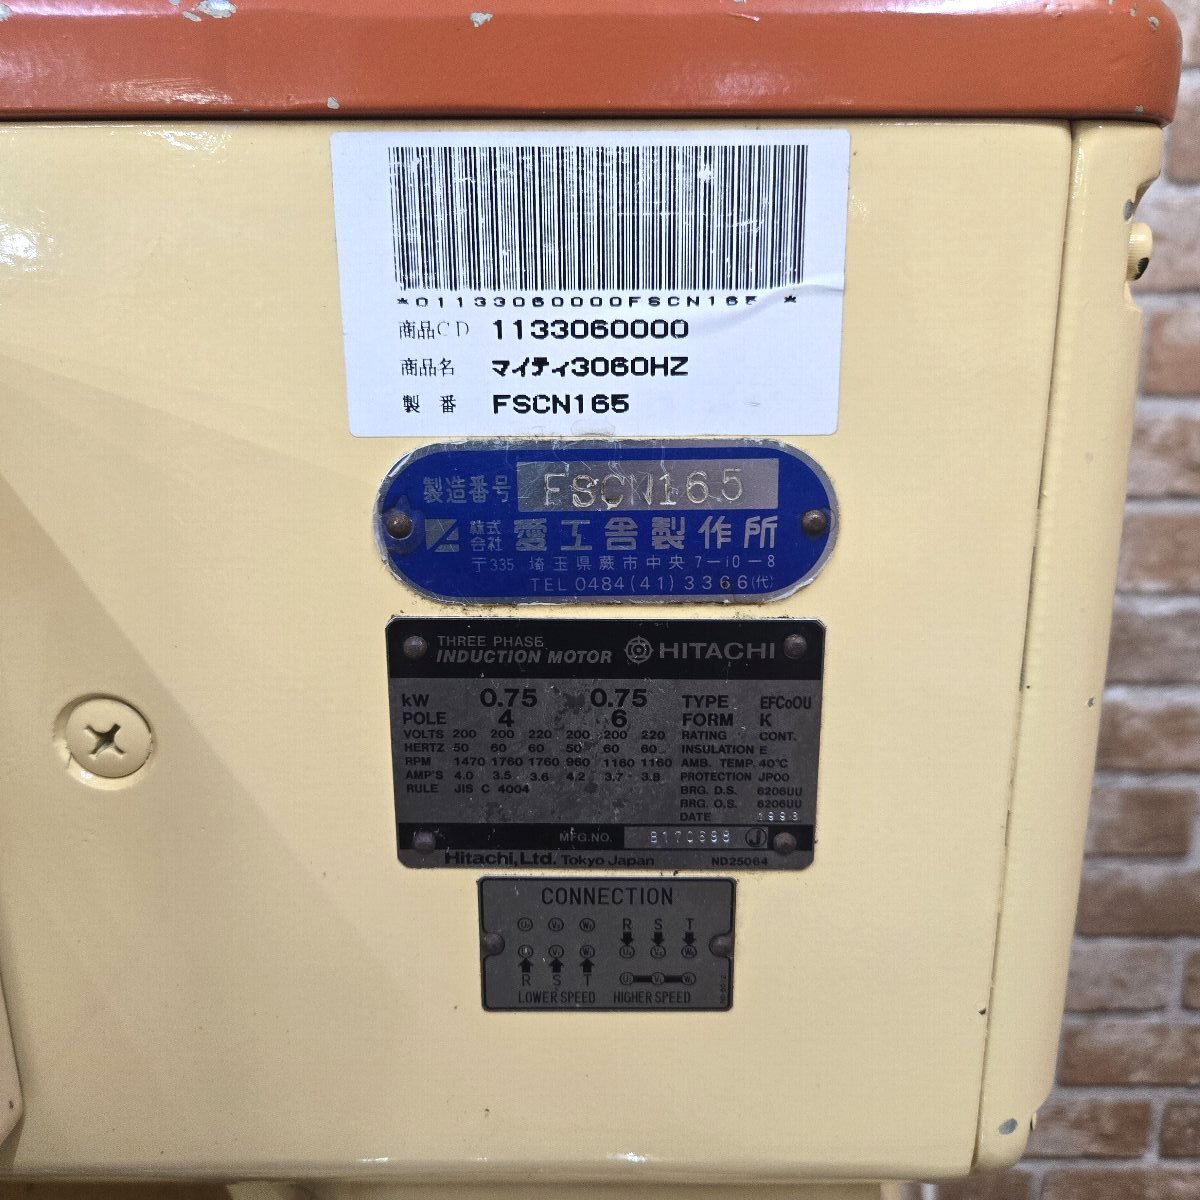 *01133060000FSCN165 *
商品CD 1133060000
商品名 マイティ3060HZ
製 番 FSCN165
製造番号 FSCN165
株式会社 愛工舎製作所
〒335 埼玉県蕨市中央7-10-8
TEL 0484(41)3366(代)
THREE PHASE
INDUCTION MOTOR HITACHI
kW 0.75 0.75 TYPE EFCoOU
POLE 4 6 FORM K
VOLTS 200 200 220 200 200 220 RATING CONT.
HERTZ 50 60 60 50 60 60 INSULATION E
RPM 1470 1760 1760 960 1160 1160 AMB. TEMP. 40°C
AMP'S 4.0 3.5 3.6 4.2 3.7 3.8 PROTECTION JP00
RULE JIS C 4004 BRG. D.S. 6206UU
BRG. O.S. 6206UU
DATE
MFG.NO. J
Hitachi, Ltd. Tokyo Japan ND25064
CONNECTION
R S T
R S T
LOWER SPEED HIGHER SPEED